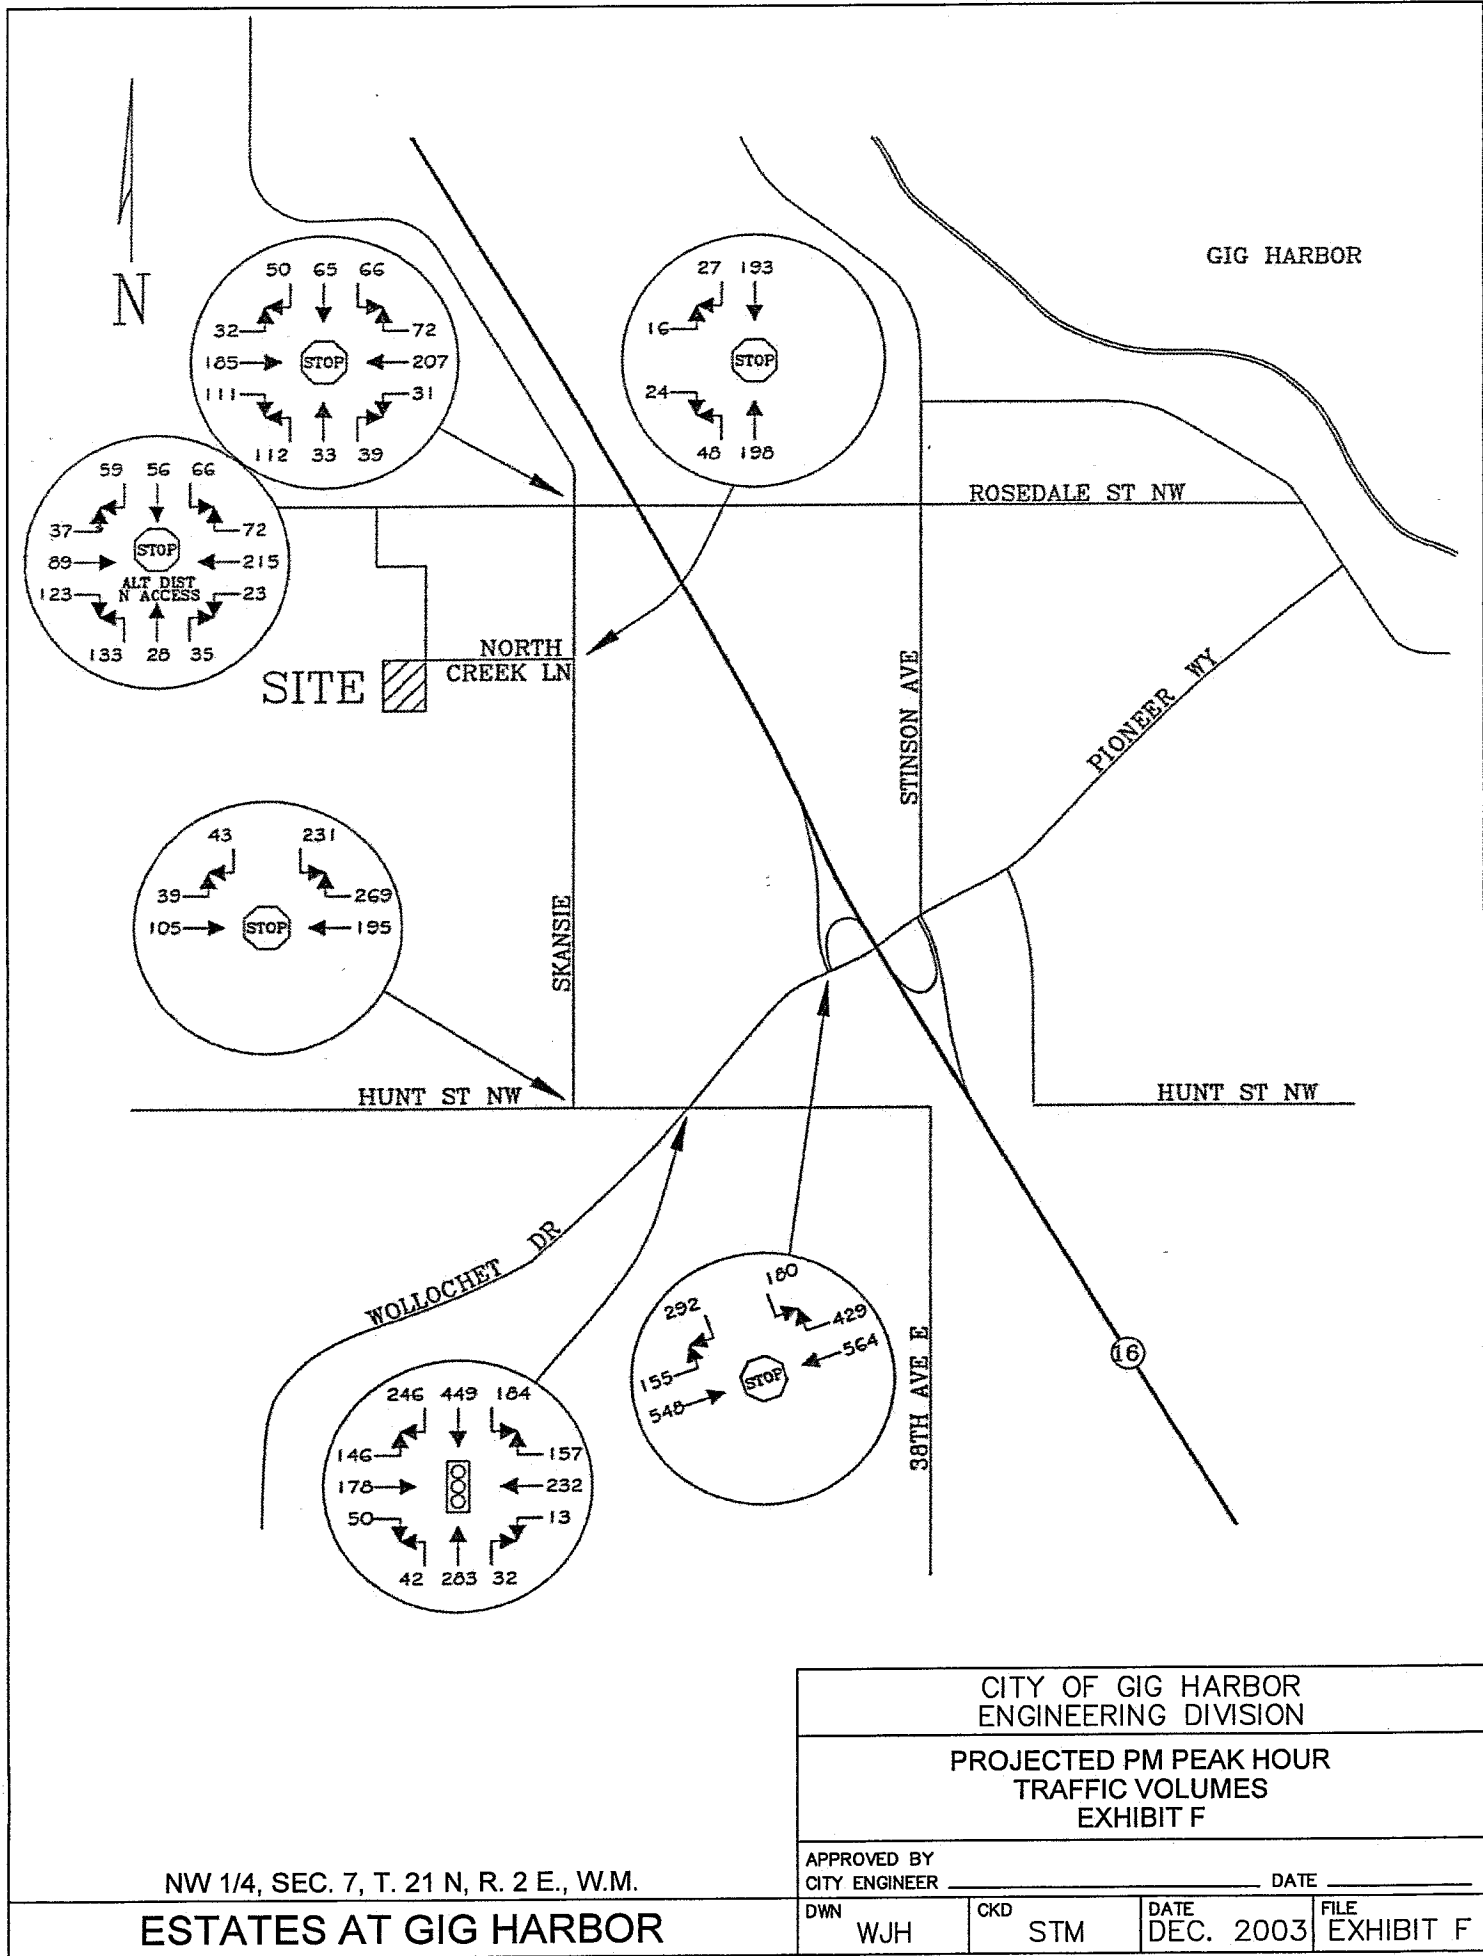 N
GIG HARBOR
50 65 66
32 72
185 STOP 207
111 31
112 33 39
27 193
16
STOP
24
48 198
59 56 66
37 72
STOP
89 215
ALT DIST
N ACCESS
123 23
133 28 35
ROSEDALE ST NW
NORTH
CREEK LN
SITE
STINSON AVE
PIONEER WY
43 231
39 269
105 STOP 195
SKANSIE
HUNT ST NW
HUNT ST NW
WOLLOCHET DR
180
292
429
564
155 STOP
548
38TH AVE E
16
246 449 184
146 157
178 232
50 13
42 283 32
CITY OF GIG HARBOR
ENGINEERING DIVISION
PROJECTED PM PEAK HOUR
TRAFFIC VOLUMES
EXHIBIT F
APPROVED BY
CITY ENGINEER DATE
NW 1/4, SEC. 7, T. 21 N, R. 2 E., W.M.
ESTATES AT GIG HARBOR
DWN WJH
CKD STM
DATE DEC. 2003
FILE EXHIBIT F